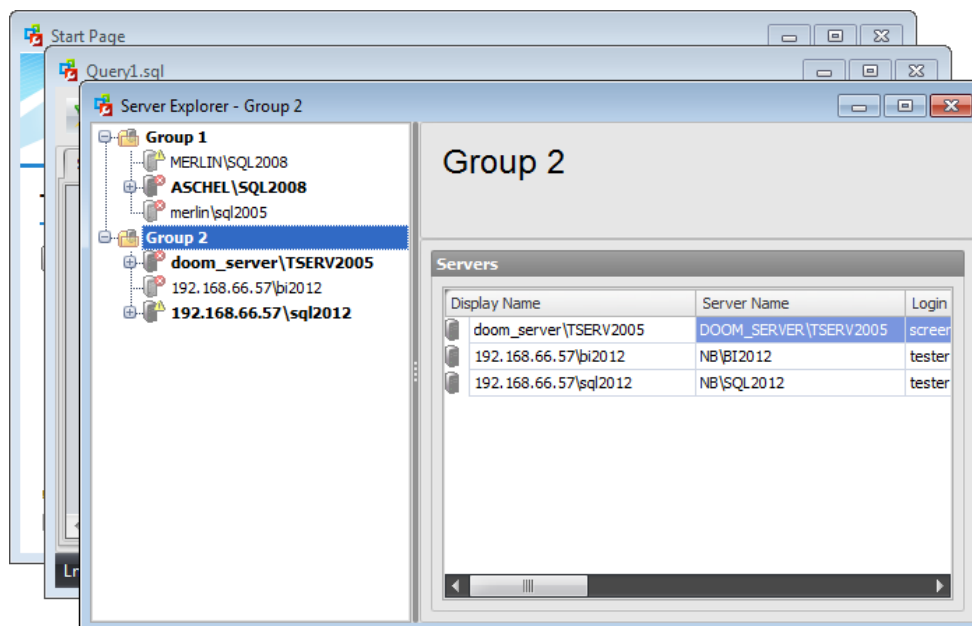 Start Page
Query1.sql
Server Explorer - Group 2
Group 1
MERLIN\SQL2008
ASCHEL\SQL2008
merlin\sql2005
Group 2
doom_server\TSERV2005
192.168.66.57\bi2012
192.168.66.57\sql2012
Group 2
Servers
Display Name Server Name Login
doom_server\TSERV2005 DOOM_SERVER\TSERV2005 screen
192.168.66.57\bi2012 NB\BI2012 tester
192.168.66.57\sql2012 NB\SQL2012 tester